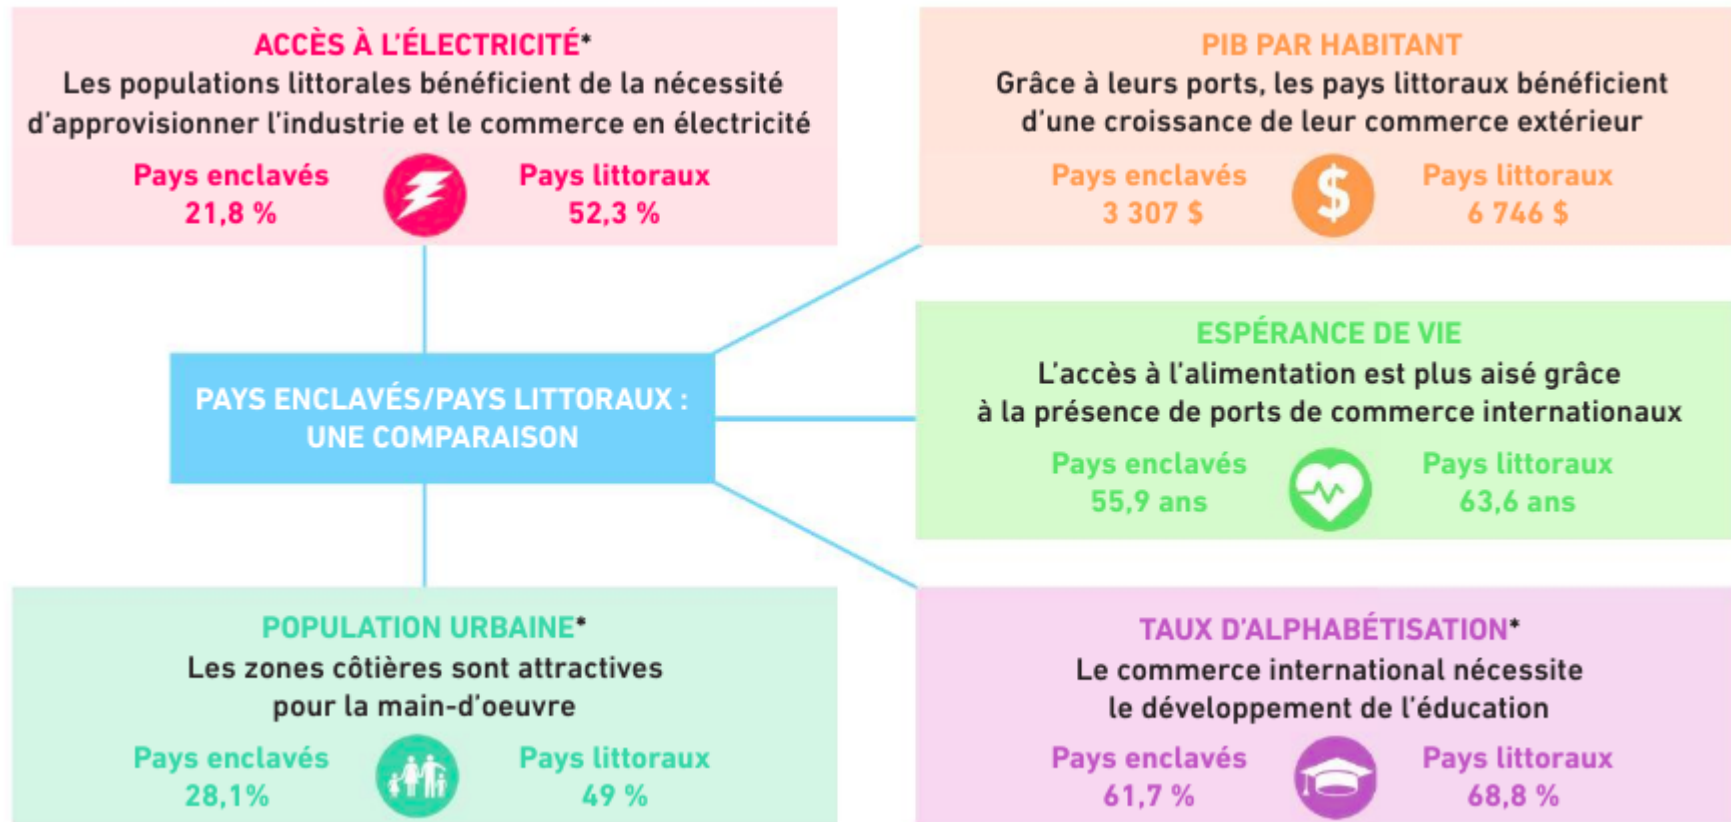 ACCÈS À L'ÉLECTRICITÉ*
Les populations littorales bénéficient de la nécessité
d'approvisionner l'industrie et le commerce en électricité
Pays enclavés
21,8 %
Pays littoraux
52,3 %
PIB PAR HABITANT
Grâce à leurs ports, les pays littoraux bénéficient
d'une croissance de leur commerce extérieur
Pays enclavés
3 307 $
$
Pays littoraux
6 746 $
PAYS ENCLAVÉS/PAYS LITTORAUX :
UNE COMPARAISON
ESPÉRANCE DE VIE
L'accès à l'alimentation est plus aisé grâce
à la présence de ports de commerce internationaux
Pays enclavés
55,9 ans
Pays littoraux
63,6 ans
POPULATION URBAINE*
Les zones côtières sont attractives
pour la main-d'oeuvre
Pays enclavés
28,1%
Pays littoraux
49 %
TAUX D'ALPHABÉTISATION*
Le commerce international nécessite
le développement de l'éducation
Pays enclavés
61,7 %
Pays littoraux
68,8 %